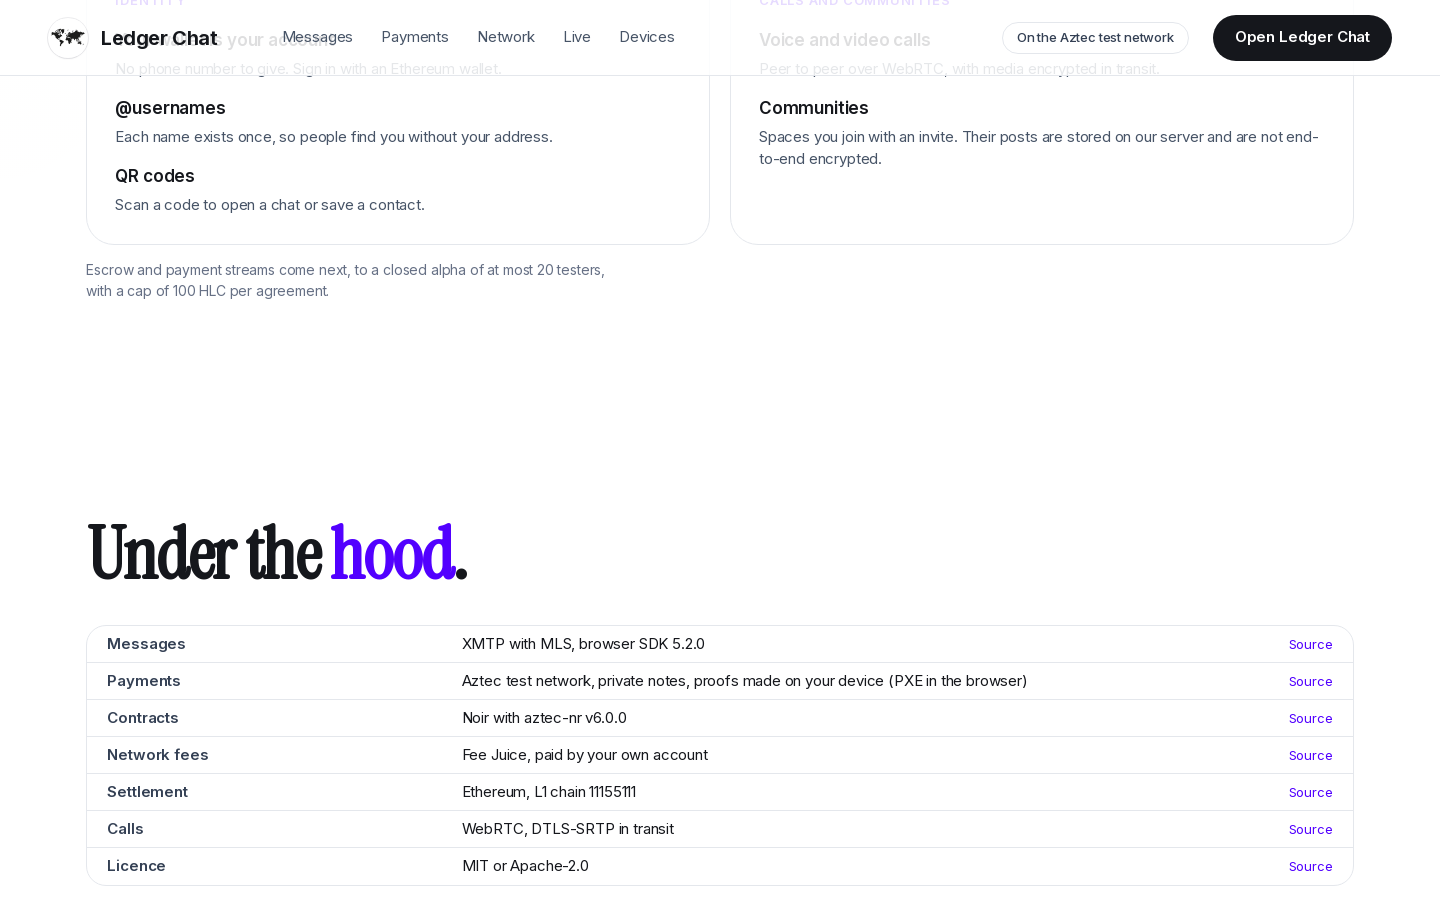 Ledger Chat
Messages
Payments
Network
Live
Devices
On the Aztec test network
Open Ledger Chat
IDENTITY
No phone number to give. Sign in with an Ethereum wallet.
@usernames
Each name exists once, so people find you without your address.
QR codes
Scan a code to open a chat or save a contact.
CALLS AND COMMUNITIES
Voice and video calls
Peer to peer over WebRTC, with media encrypted in transit.
Communities
Spaces you join with an invite. Their posts are stored on our server and are not end-
to-end encrypted.
Escrow and payment streams come next, to a closed alpha of at most 20 testers,
with a cap of 100 HLC per agreement.
Under the hood.
Messages XMTP with MLS, browser SDK 5.2.0 Source
Payments Aztec test network, private notes, proofs made on your device (PXE in the browser) Source
Contracts Noir with aztec-nr v6.0.0 Source
Network fees Fee Juice, paid by your own account Source
Settlement Ethereum, L1 chain 11155111 Source
Calls WebRTC, DTLS-SRTP in transit Source
Licence MIT or Apache-2.0 Source